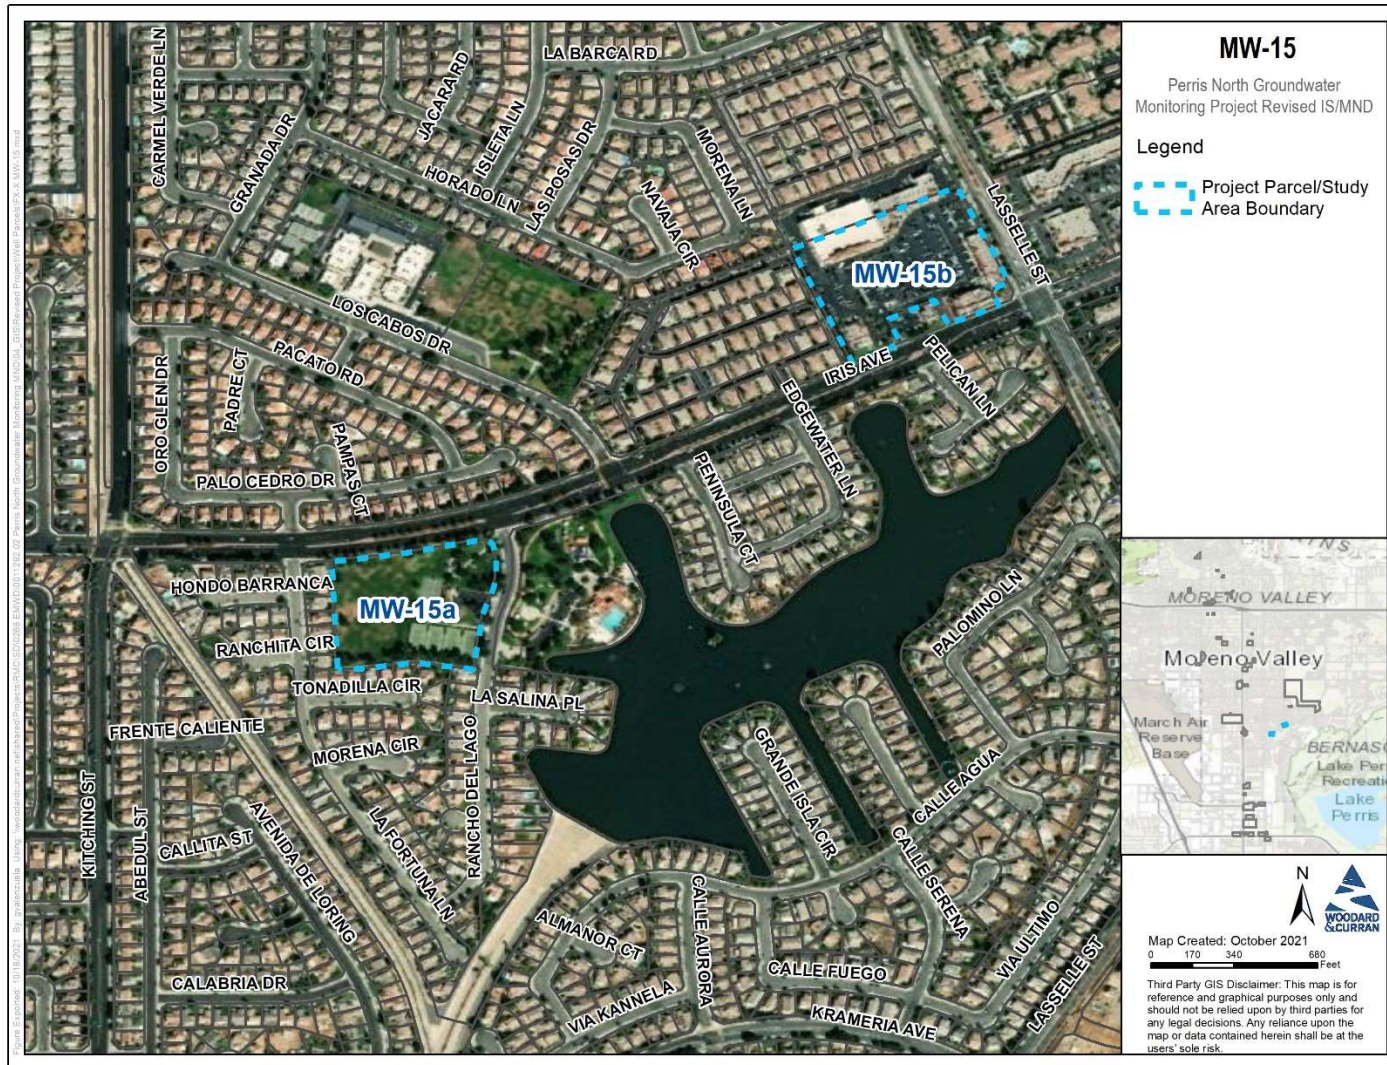 MW-15
Perris North Groundwater
Monitoring Project Revised IS/MND
Legend
Project Parcel/Study
Area Boundary
LA BARCA RD
CARMEL VERDE LN
JACARA RD
ISLETA LN
GRANADA DR
LAS POSAS DR
MORENA LN
HORADO LN
NAVAJA CIR
LASSELLE ST
MW-15b
LOS CABOS DR
PACATO RD
IRIS AVE
PELICAN LN
ORO GLEN DR
PADRE CT
EDGEWATER LN
PAMPAS CT
PALO CEDRO DR
PENINSULA CT
HONDO BARRANCA
MW-15a
PALOMINO LN
RANCHITA CIR
TONADILLA CIR
LA SALINA PL
FRENTE CALIENTE
MORENA CIR
RANCHO DEL LAGO
GRANDE ISLA CIR
CALLE AGUA
KITCHING ST
ABEDUL ST
CALLITA ST
AVENIDA DE LORING
LA FORTUNA LN
CALLE SERENA
ALMANOR CT
CALLE AURORA
VIA ULTIMO
CALLE FUEGO
LASSELLE ST
CALABRIA DR
VIA KANNELA
KRAMERIA AVE
MORENO VALLEY
Moreno Valley
March Air
Reserve
Base
Lake Perris
N
WOODARD
&CURRAN
Map Created: October 2021
0 170 340 680
Feet
Third Party GIS Disclaimer: This map is for
reference and graphical purposes only and
should not be relied upon by third parties for
any legal decisions. Any reliance upon the
map or data contained herein shall be at the
users' sole risk.